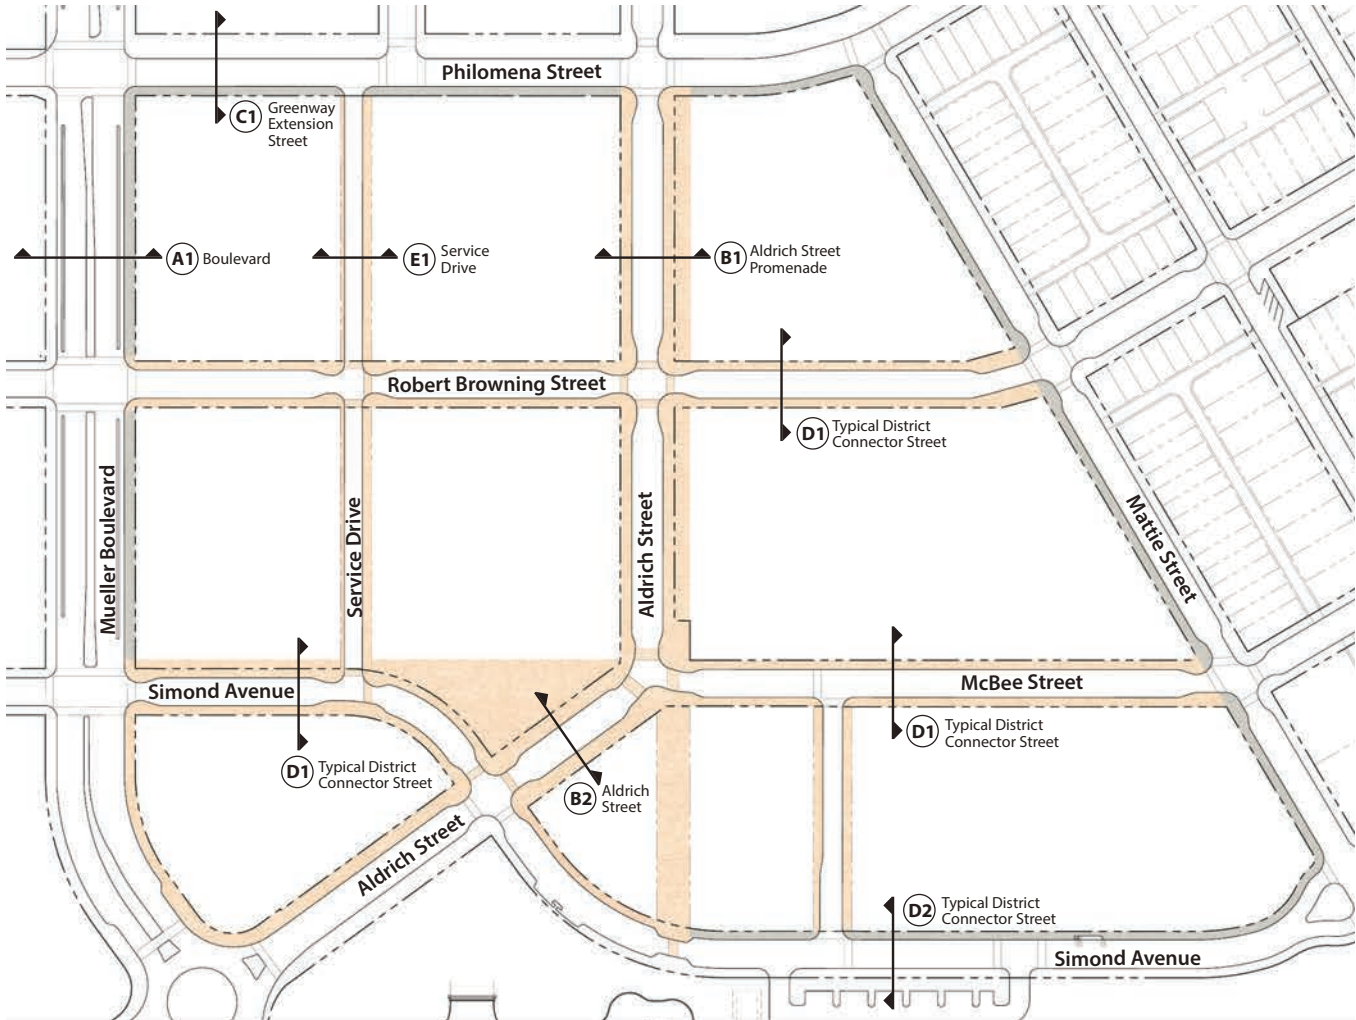 Philomena Street
C1 Greenway
Extension
Street
A1 Boulevard
E1 Service
Drive
B1 Aldrich Street
Promenade
Robert Browning Street
D1 Typical District
Connector Street
Mueller Boulevard
Service Drive
Aldrich Street
Mattie Street
Simond Avenue
McBee Street
D1 Typical District
Connector Street
D1 Typical District
Connector Street
B2 Aldrich
Street
Aldrich Street
D2 Typical District
Connector Street
Simond Avenue